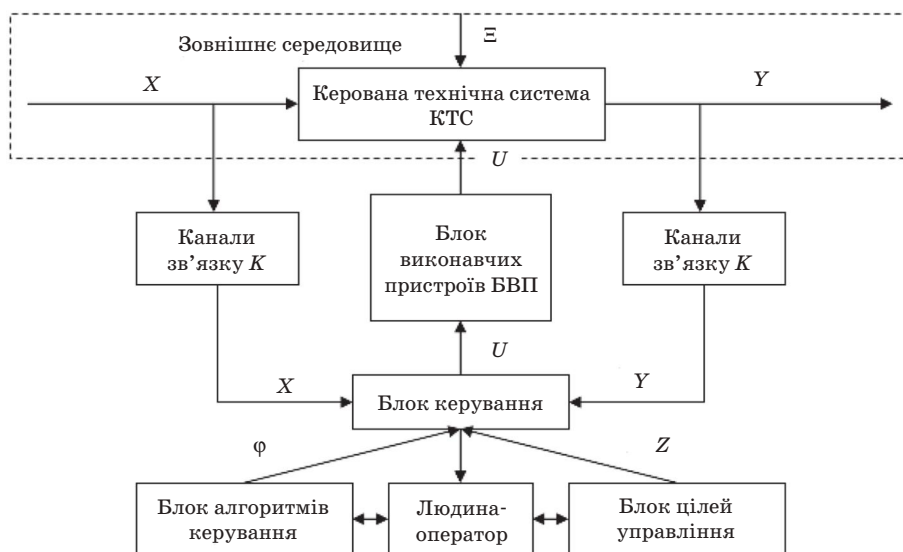 Зовнішнє середовище
Ξ
X
Керована технічна система
КТС
Y
U
Канали
зв’язку K
Блок
виконавчих
пристроїв БВП
Канали
зв’язку K
U
X
Y
Блок керування
φ
Z
Блок алгоритмів
керування
Людина-
оператор
Блок цілей
управління